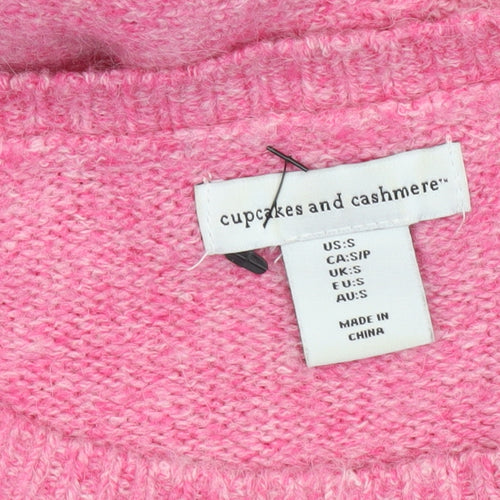 cupcakes and cashmere™
US:S
CA:S/P
UK:S
EU:S
AU:S
MADE IN
CHINA